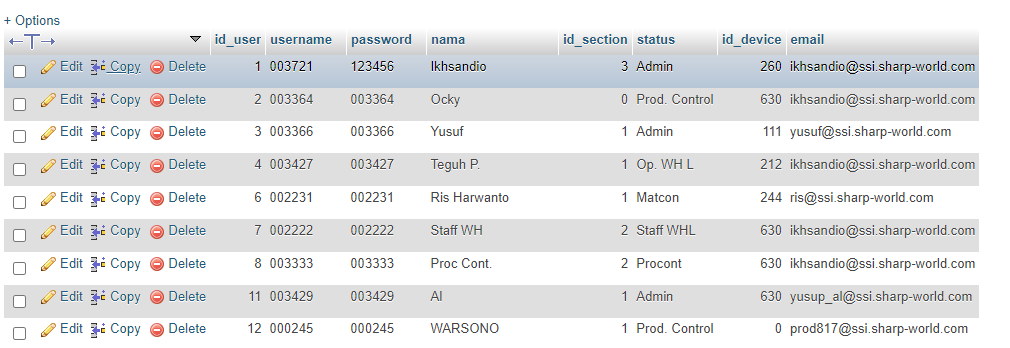 + Options
←T→ id_user username password nama id_section status id_device email
Edit Copy Delete 1 003721 123456 Ikhsandio 3 Admin 260 ikhsandio@ssi.sharp-world.com
Edit Copy Delete 2 003364 003364 Ocky 0 Prod. Control 630 ikhsandio@ssi.sharp-world.com
Edit Copy Delete 3 003366 003366 Yusuf 1 Admin 111 yusuf@ssi.sharp-world.com
Edit Copy Delete 4 003427 003427 Teguh P. 1 Op. WH L 212 ikhsandio@ssi.sharp-world.com
Edit Copy Delete 6 002231 002231 Ris Harwanto 1 Matcon 244 ris@ssi.sharp-world.com
Edit Copy Delete 7 002222 002222 Staff WH 2 Staff WHL 630 ikhsandio@ssi.sharp-world.com
Edit Copy Delete 8 003333 003333 Proc Cont. 2 Procont 630 ikhsandio@ssi.sharp-world.com
Edit Copy Delete 11 003429 003429 Al 1 Admin 630 yusup_al@ssi.sharp-world.com
Edit Copy Delete 12 000245 000245 WARSONO 1 Prod. Control 0 prod817@ssi.sharp-world.com